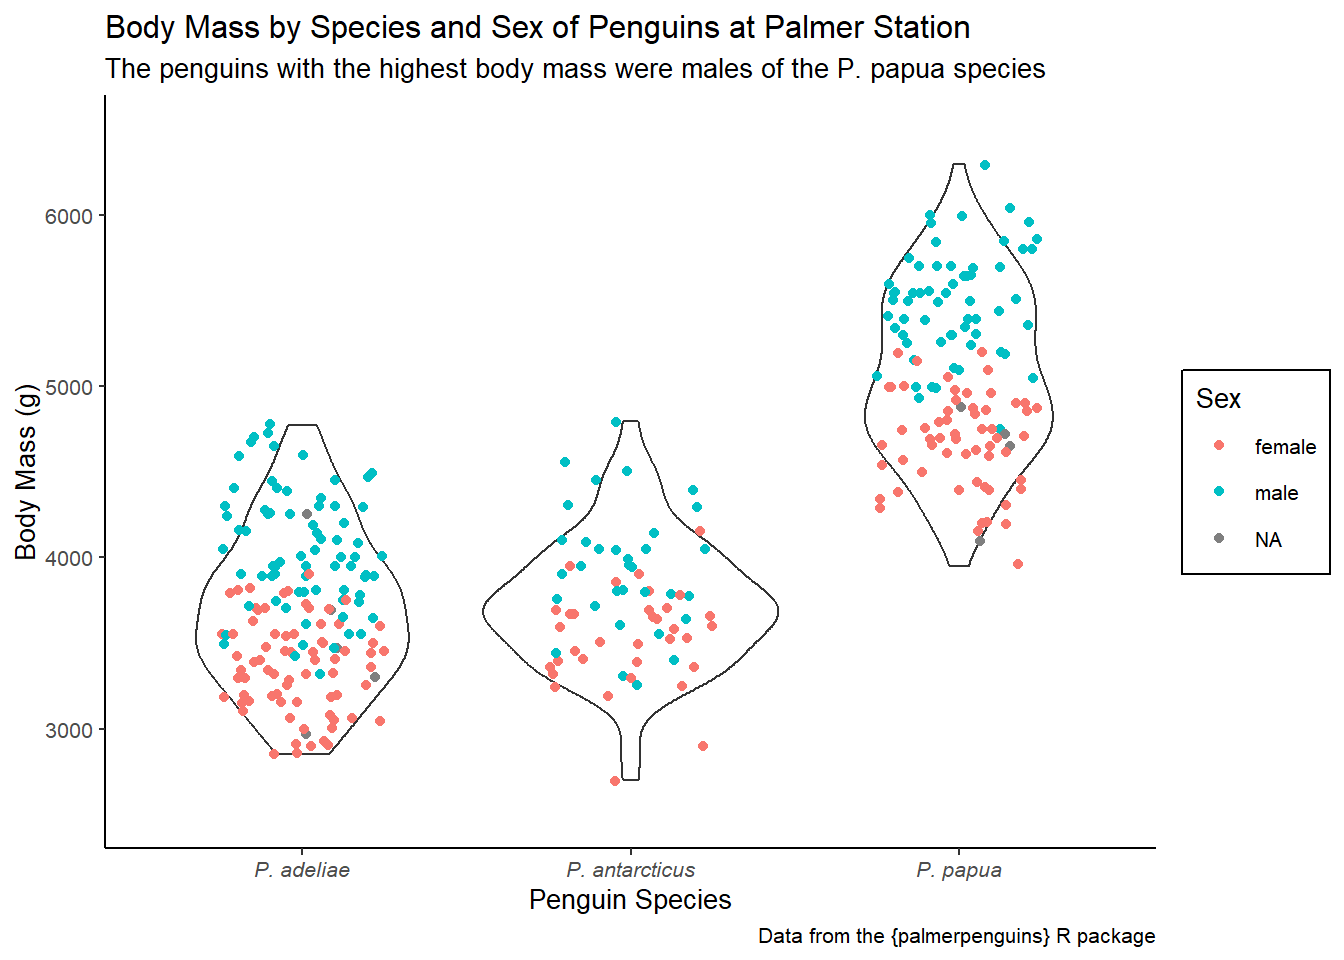 Body Mass by Species and Sex of Penguins at Palmer Station
The penguins with the highest body mass were males of the P. papua species
6000
5000
4000
3000
Body Mass (g)
P. adeliae
P. antarcticus
P. papua
Penguin Species
Sex
female
male
NA
Data from the {palmerpenguins} R package